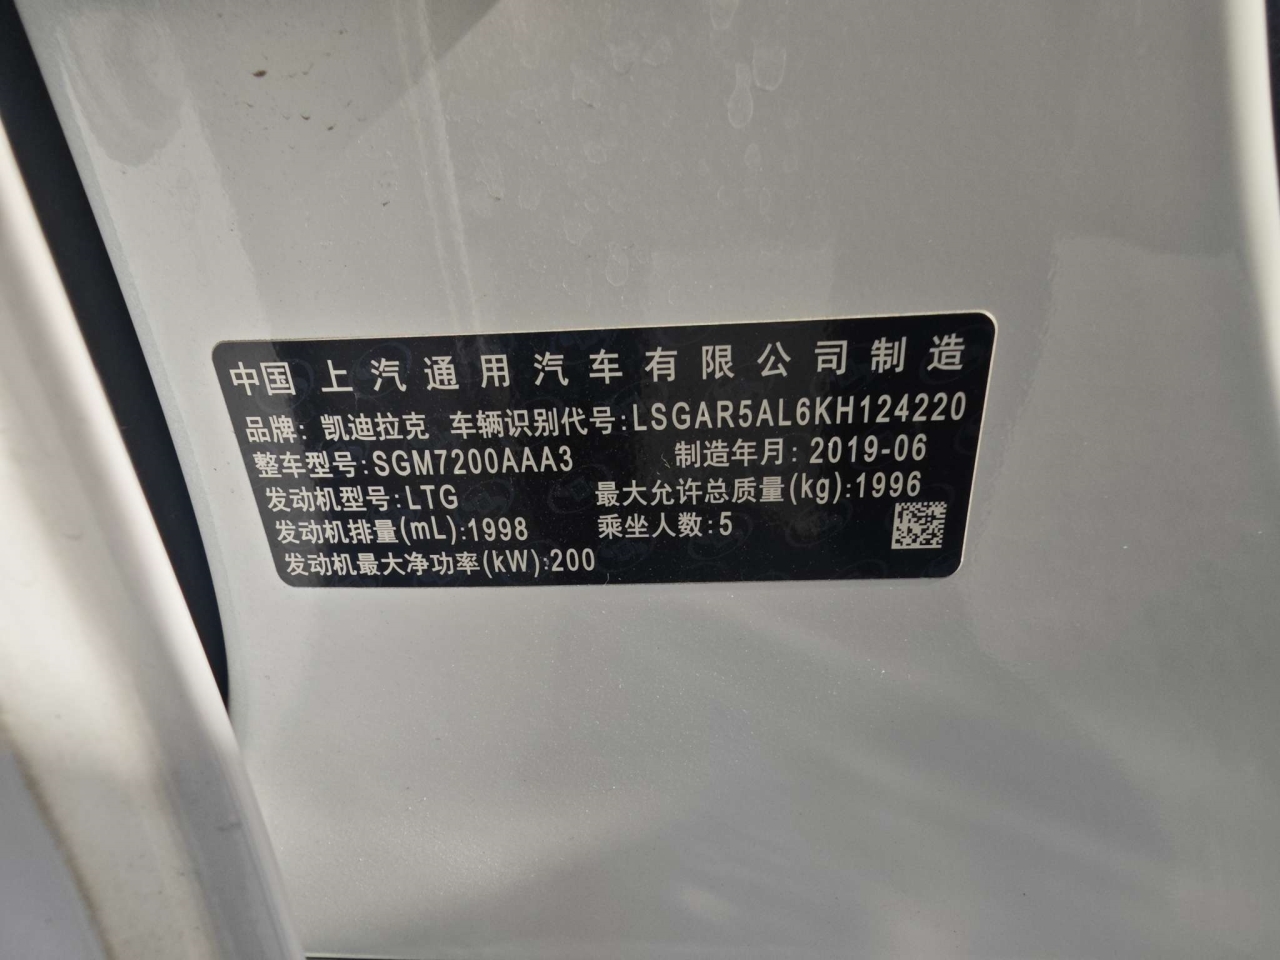 中国 上汽通用汽车有限公司制造
品牌: 凯迪拉克 车辆识别代号:LSGAR5AL6KH124220
整车型号:SGM7200AAA3 制造年月: 2019-06
发动机型号:LTG 最大允许总质量(kg):1996
发动机排量(mL):1998 乘坐人数:5
发动机最大净功率(kW):200